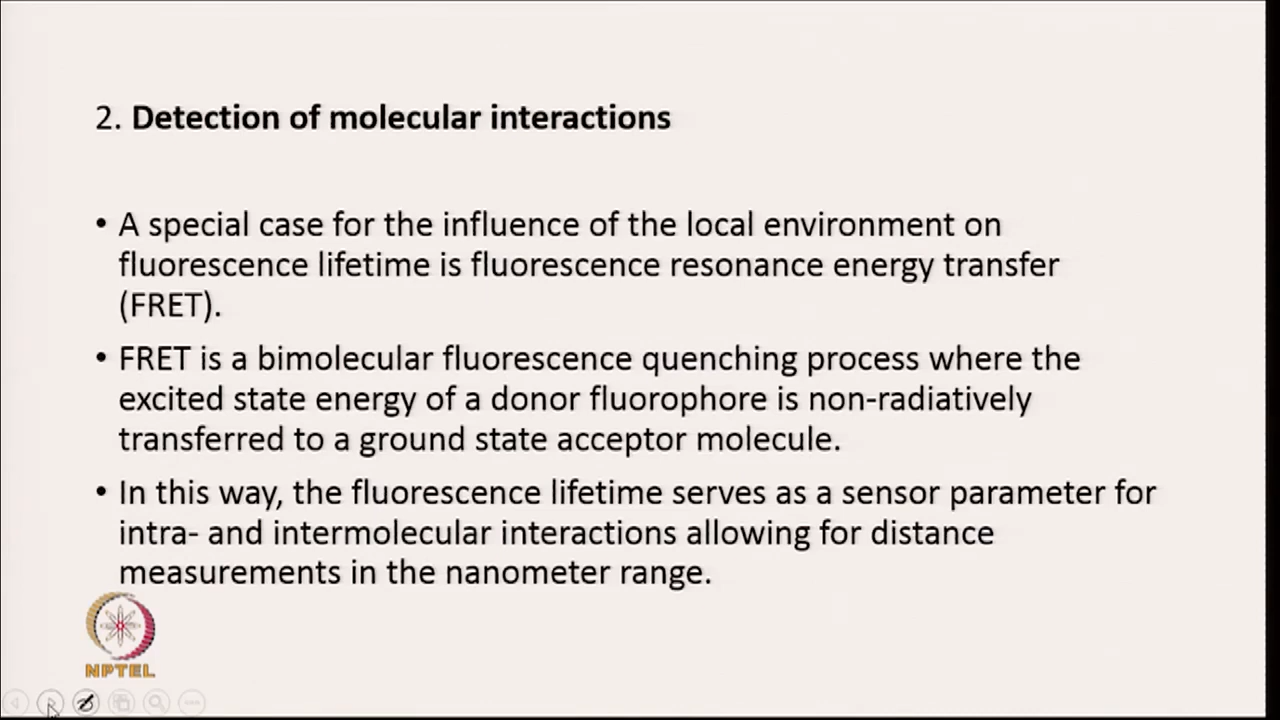 2. Detection of molecular interactions
• A special case for the influence of the local environment on
fluorescence lifetime is fluorescence resonance energy transfer
(FRET).
• FRET is a bimolecular fluorescence quenching process where the
excited state energy of a donor fluorophore is non-radiatively
transferred to a ground state acceptor molecule.
• In this way, the fluorescence lifetime serves as a sensor parameter for
intra- and intermolecular interactions allowing for distance
measurements in the nanometer range.
NPTEL